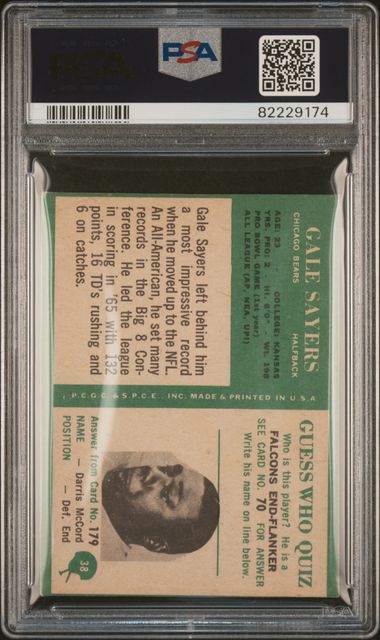 PSA
82229174
GALE SAYERS
CHICAGO BEARS HALFBACK
AGE: 23 · COLLEGE: KANSAS
YRS. PRO: 2 · Ht. 6'0" · Wt. 198
PRO BOWL GAME (1st year)
ALL LEAGUE (AP, NEA, UPI)
Gale Sayers left behind him
a most impressive record
when he moved up to the NFL.
An All-American, he set many
records in the Big 8 Con-
ference. He led the league
in scoring in '65 with 132
points, 16 TD's rushing and
6 on catches.
P.C.G.C. & S.P.C.E., INC. MADE & PRINTED IN U.S.A.
GUESS WHO QUIZ
Who is this player? He is a
FALCONS END-FLANKER
SEE CARD NO. 70 FOR ANSWER
Write his name on line below.
Answer from Card No. 179
NAME — Darris McCord
POSITION — Def. End
38